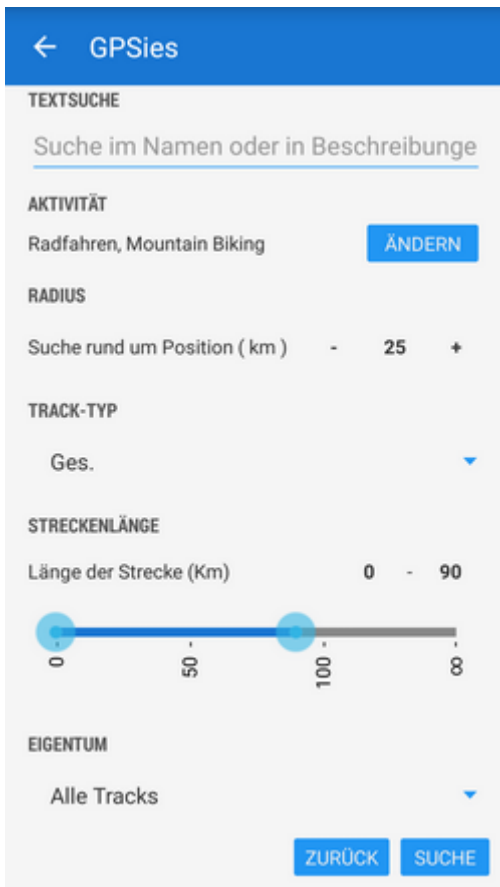 GPSies
TEXTSUCHE
Suche im Namen oder in Beschreibunge
AKTIVITÄT
Radfahren, Mountain Biking ÄNDERN
RADIUS
Suche rund um Position ( km ) - 25 +
TRACK-TYP
Ges.
STRECKENLÄNGE
Länge der Strecke (Km) 0 - 90
0 50 100 ∞
EIGENTUM
Alle Tracks
ZURÜCK SUCHE